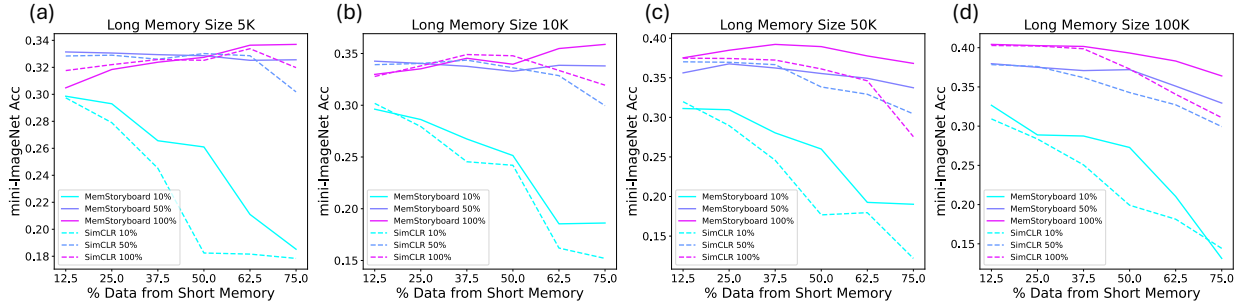 (a)
Long Memory Size 5K
mini-ImageNet Acc
0.34
0.32
0.30
0.28
0.26
0.24
0.22
0.20
0.18
MemStoryboard 10%
MemStoryboard 50%
MemStoryboard 100%
SimCLR 10%
SimCLR 50%
SimCLR 100%
12.5 25.0 37.5 50.0 62.5 75.0
% Data from Short Memory
(b)
Long Memory Size 10K
mini-ImageNet Acc
0.35
0.30
0.25
0.20
0.15
MemStoryboard 10%
MemStoryboard 50%
MemStoryboard 100%
SimCLR 10%
SimCLR 50%
SimCLR 100%
12.5 25.0 37.5 50.0 62.5 75.0
% Data from Short Memory
(c)
Long Memory Size 50K
mini-ImageNet Acc
0.40
0.35
0.30
0.25
0.20
0.15
MemStoryboard 10%
MemStoryboard 50%
MemStoryboard 100%
SimCLR 10%
SimCLR 50%
SimCLR 100%
12.5 25.0 37.5 50.0 62.5 75.0
% Data from Short Memory
(d)
Long Memory Size 100K
mini-ImageNet Acc
0.40
0.35
0.30
0.25
0.20
0.15
MemStoryboard 10%
MemStoryboard 50%
MemStoryboard 100%
SimCLR 10%
SimCLR 50%
SimCLR 100%
12.5 25.0 37.5 50.0 62.5 75.0
% Data from Short Memory